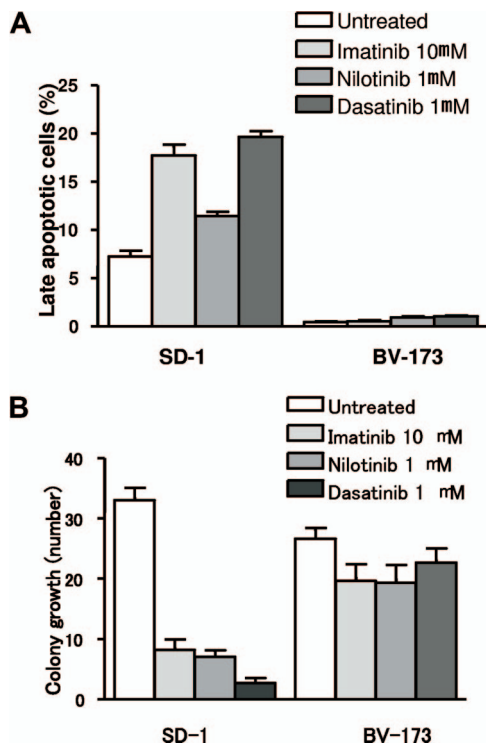 A
Untreated
Imatinib 10mM
Nilotinib 1mM
Dasatinib 1mM
Late apoptotic cells (%)
25
20
15
10
5
0
SD-1
BV-173
B
Untreated
Imatinib 10 mM
Nilotinib 1 mM
Dasatinib 1 mM
Colony growth (number)
40
30
20
10
0
SD-1
BV-173